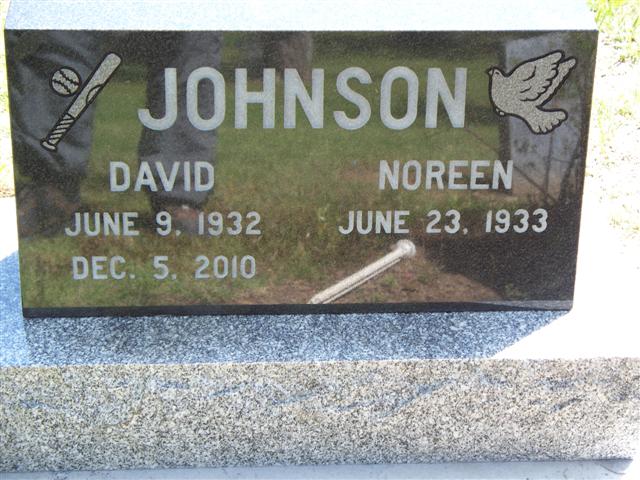 JOHNSON
DAVID NOREEN
JUNE 9, 1932 JUNE 23, 1933
DEC. 5, 2010